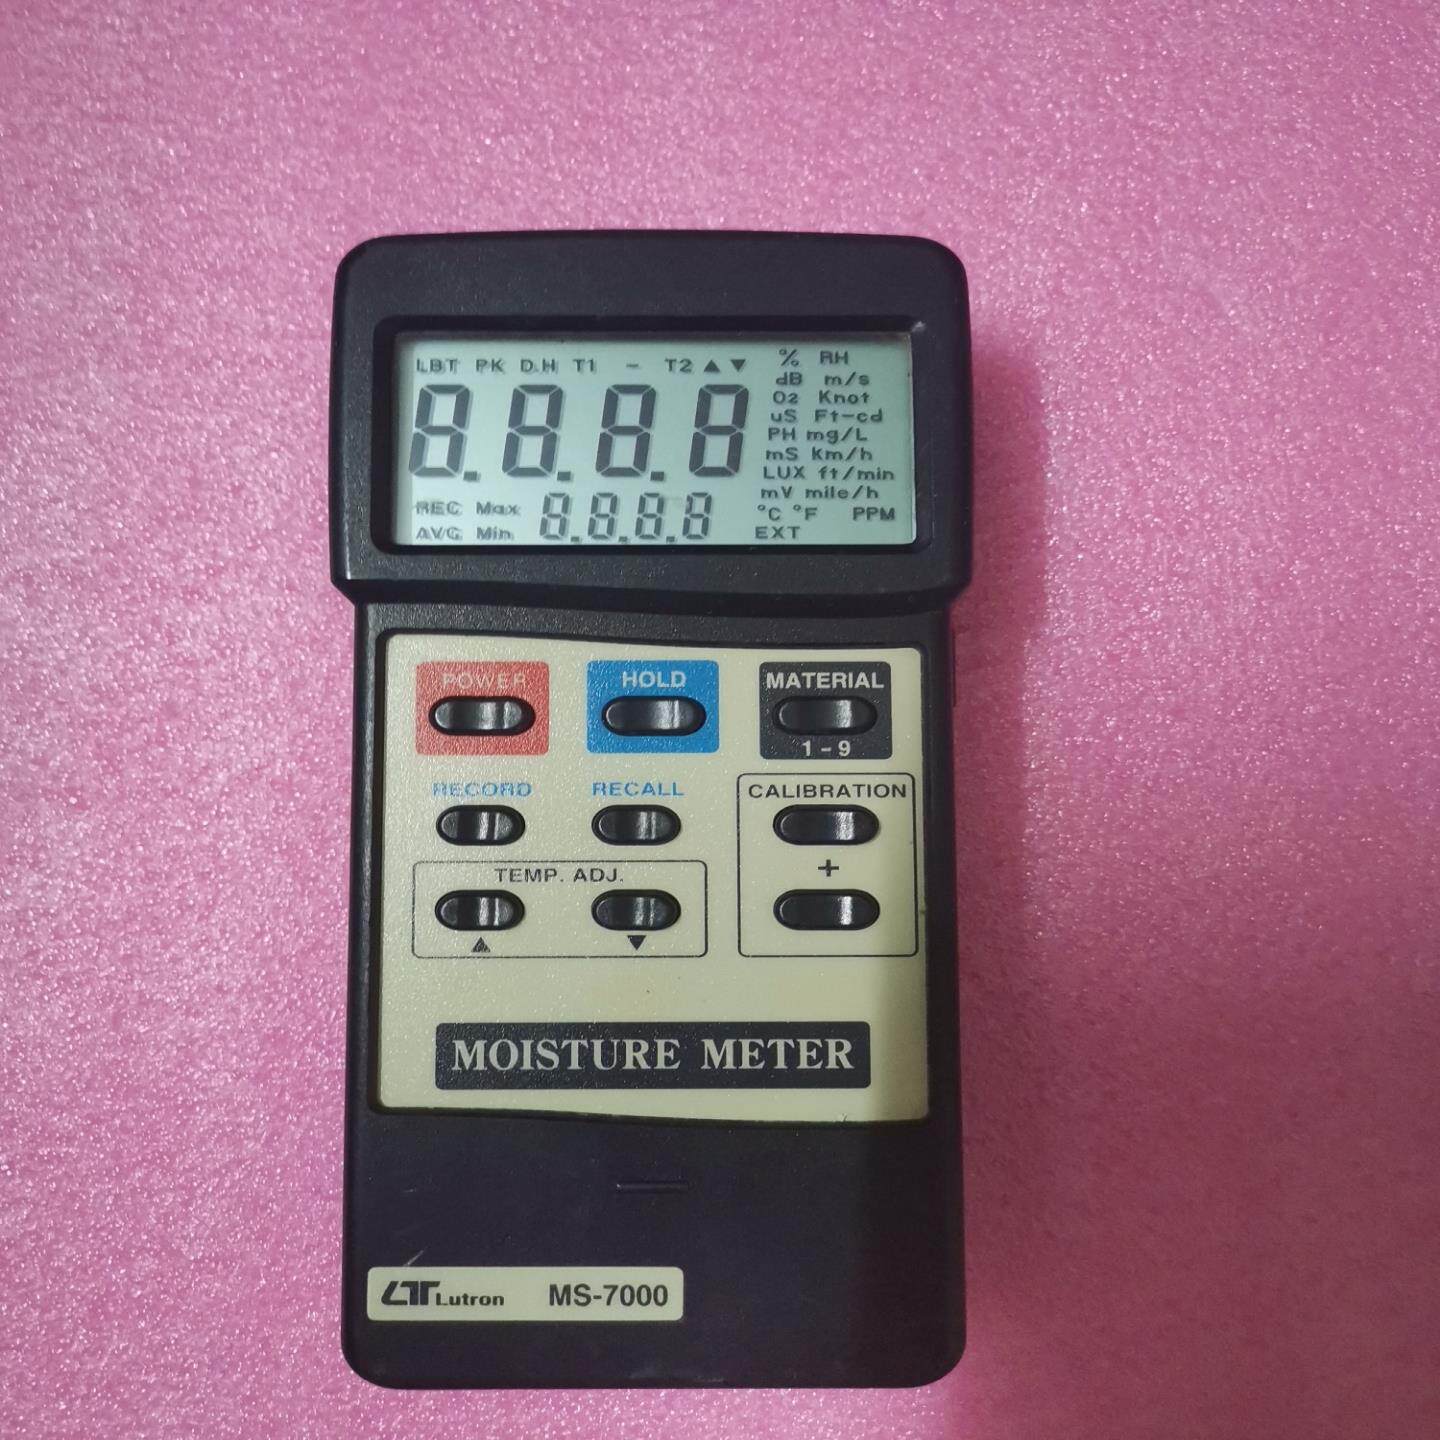 LBT PK D.H T1 - T2 ▲ ▼
8.8.8.8
REC Max 8.8.8.8
AVG Min
% RH
dB m/s
O2 Knot
uS Ft-cd
PH mg/L
mS Km/h
LUX ft/min
mV mile/h
°C °F PPM
EXT
POWER HOLD MATERIAL
1 - 9
RECORD RECALL CALIBRATION
+
TEMP. ADJ.
▲ ▼
MOISTURE METER
Lutron MS-7000